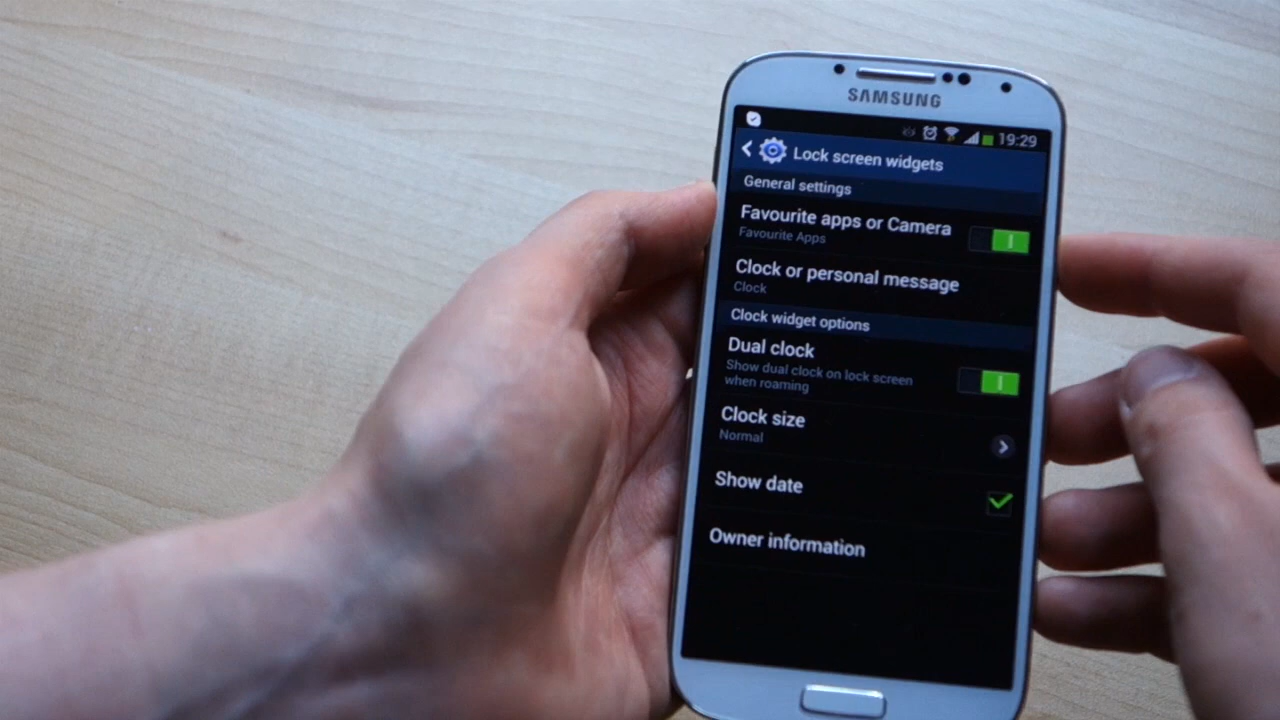 SAMSUNG
19:29
Lock screen widgets
General settings
Favourite apps or Camera
Favourite Apps
Clock or personal message
Clock
Clock widget options
Dual clock
Show dual clock on lock screen
when roaming
Clock size
Normal
Show date
Owner information